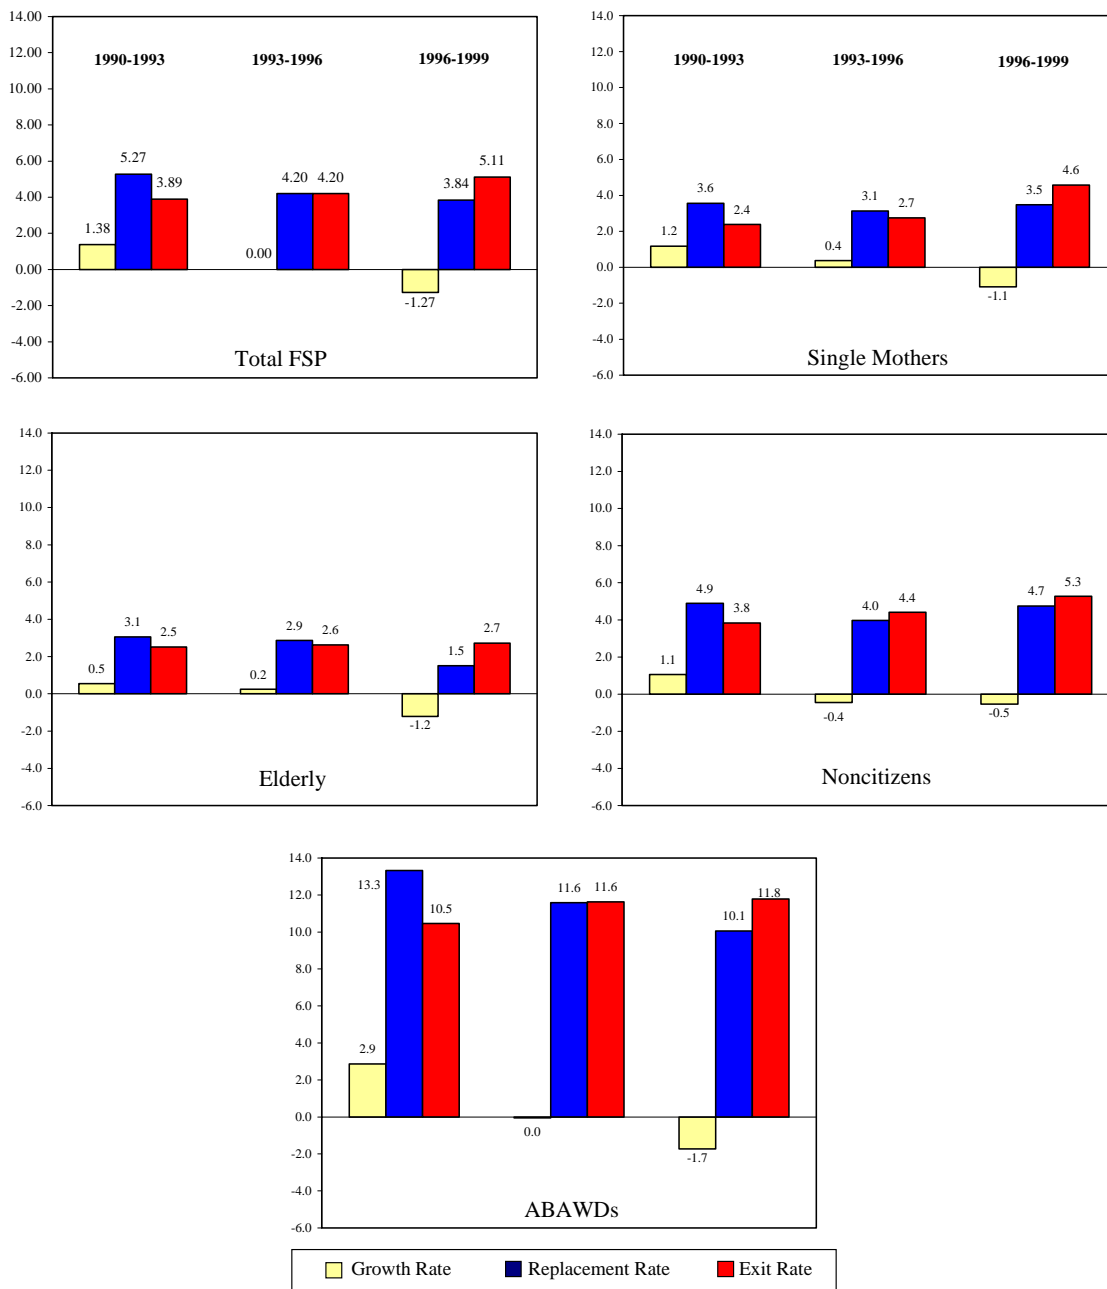 14.00
12.00
10.00
8.00
6.00
4.00
2.00
0.00
-2.00
-4.00
-6.00
1990-1993 1993-1996 1996-1999
1.38 5.27 3.89
0.00 4.20 4.20
-1.27 3.84 5.11
Total FSP
14.0
12.0
10.0
8.0
6.0
4.0
2.0
0.0
-2.0
-4.0
-6.0
1990-1993 1993-1996 1996-1999
1.2 3.6 2.4
0.4 3.1 2.7
-1.1 3.5 4.6
Single Mothers
14.0
12.0
10.0
8.0
6.0
4.0
2.0
0.0
-2.0
-4.0
-6.0
0.5 3.1 2.5
0.2 2.9 2.6
-1.2 1.5 2.7
Elderly
14.0
12.0
10.0
8.0
6.0
4.0
2.0
0.0
-2.0
-4.0
-6.0
1.1 4.9 3.8
-0.4 4.0 4.4
-0.5 4.7 5.3
Noncitizens
14.0
12.0
10.0
8.0
6.0
4.0
2.0
0.0
-2.0
-4.0
-6.0
2.9 13.3 10.5
0.0 11.6 11.6
-1.7 10.1 11.8
ABAWDs
Growth Rate Replacement Rate Exit Rate